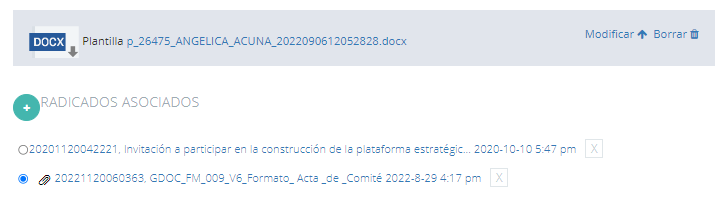 DOCX Plantilla p_26475_ANGELICA_ACUNA_2022090612052828.docx Modificar Borrar
+ RADICADOS ASOCIADOS
20201120042221, Invitación a participar en la construcción de la plataforma estratégic... 2020-10-10 5:47 pm X
20221120060363, GDOC_FM_009_V6_Formato_ Acta _de _Comité 2022-8-29 4:17 pm X